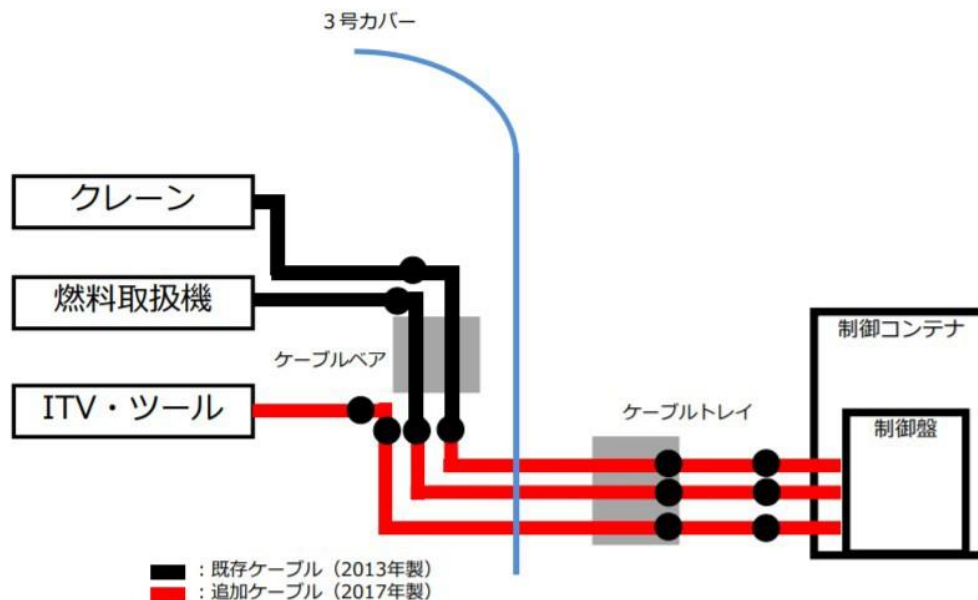 ３号カバー
クレーン
燃料取扱機
ケーブルベア
ITV・ツール
ケーブルトレイ
制御コンテナ
制御盤
：既存ケーブル（2013年製）
：追加ケーブル（2017年製）